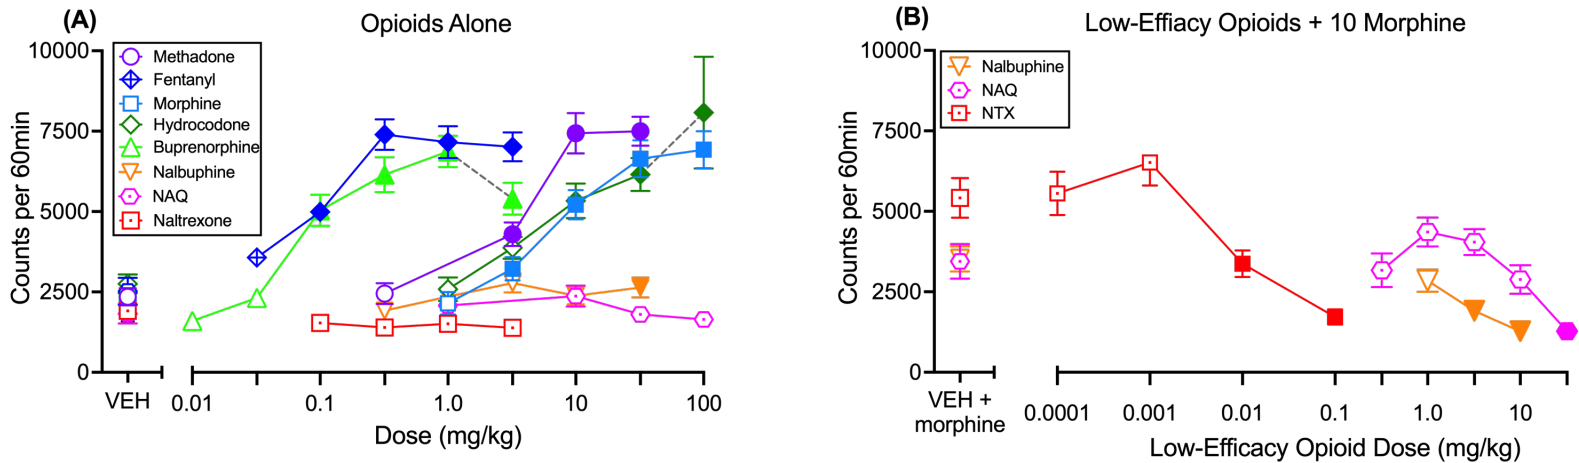 (A)
Opioids Alone
Counts per 60min
10000
7500
5000
2500
0
Methadone
Fentanyl
Morphine
Hydrocodone
Buprenorphine
Nalbuphine
NAQ
Naltrexone
VEH
0.01
0.1
1.0
10
100
Dose (mg/kg)
(B)
Low-Effiacy Opioids + 10 Morphine
Counts per 60min
10000
7500
5000
2500
0
Nalbuphine
NAQ
NTX
VEH +
morphine
0.0001
0.001
0.01
0.1
1.0
10
Low-Efficacy Opioid Dose (mg/kg)